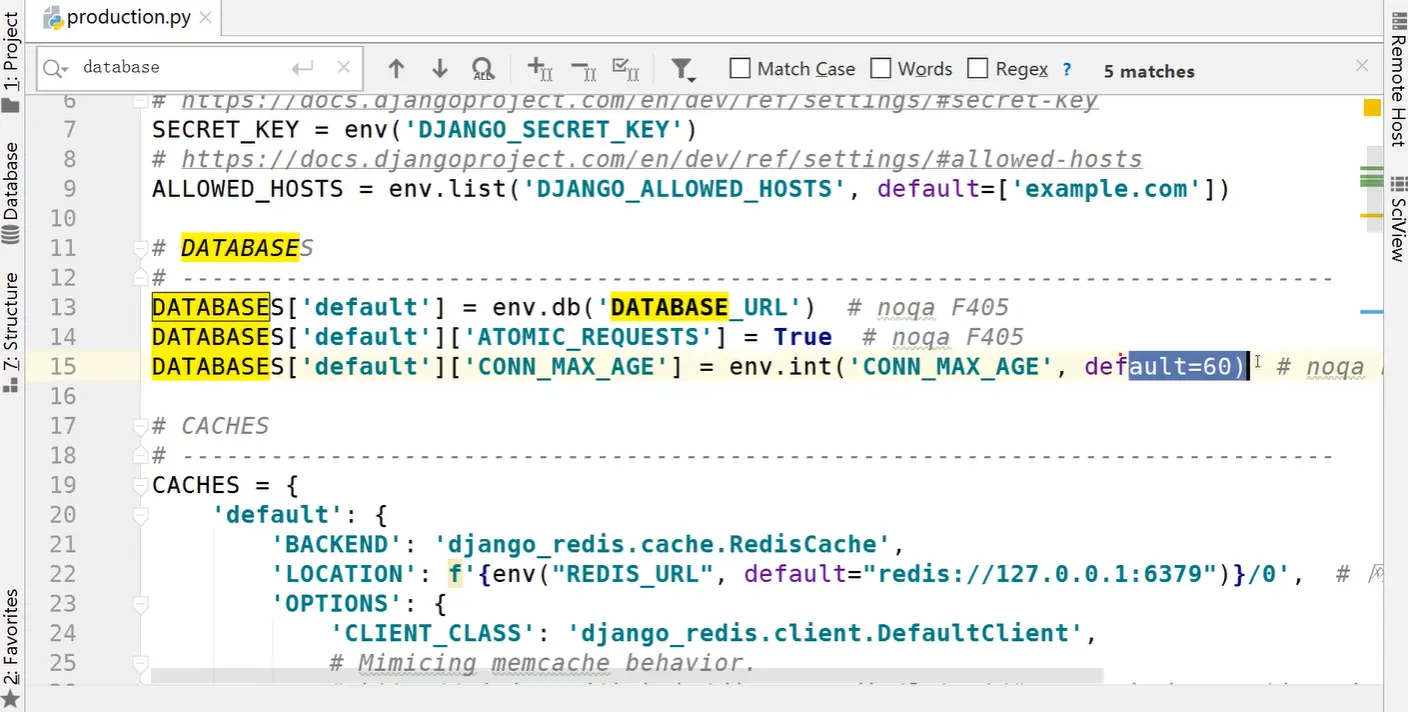 production.py
1: Project
database
Match Case
Words
Regex
?
5 matches
Remote Host
6 # https://docs.djangoproject.com/en/dev/ref/settings/#secret-key
7 SECRET_KEY = env('DJANGO_SECRET_KEY')
8 # https://docs.djangoproject.com/en/dev/ref/settings/#allowed-hosts
9 ALLOWED_HOSTS = env.list('DJANGO_ALLOWED_HOSTS', default=['example.com'])
10
11 # DATABASES
12 # ------------------------------------------------------------------------------
13 DATABASES['default'] = env.db('DATABASE_URL')  # noqa F405
14 DATABASES['default']['ATOMIC_REQUESTS'] = True  # noqa F405
15 DATABASES['default']['CONN_MAX_AGE'] = env.int('CONN_MAX_AGE', default=60)  # noqa
16
17 # CACHES
18 # ------------------------------------------------------------------------------
19 CACHES = {
20 'default': {
21 'BACKEND': 'django_redis.cache.RedisCache',
22 'LOCATION': f'{env("REDIS_URL", default="redis://127.0.0.1:6379")}/0',  #
23 'OPTIONS': {
24 'CLIENT_CLASS': 'django_redis.client.DefaultClient',
25 # Mimicing memcache behavior.
Database
7: Structure
2: Favorites
SciView